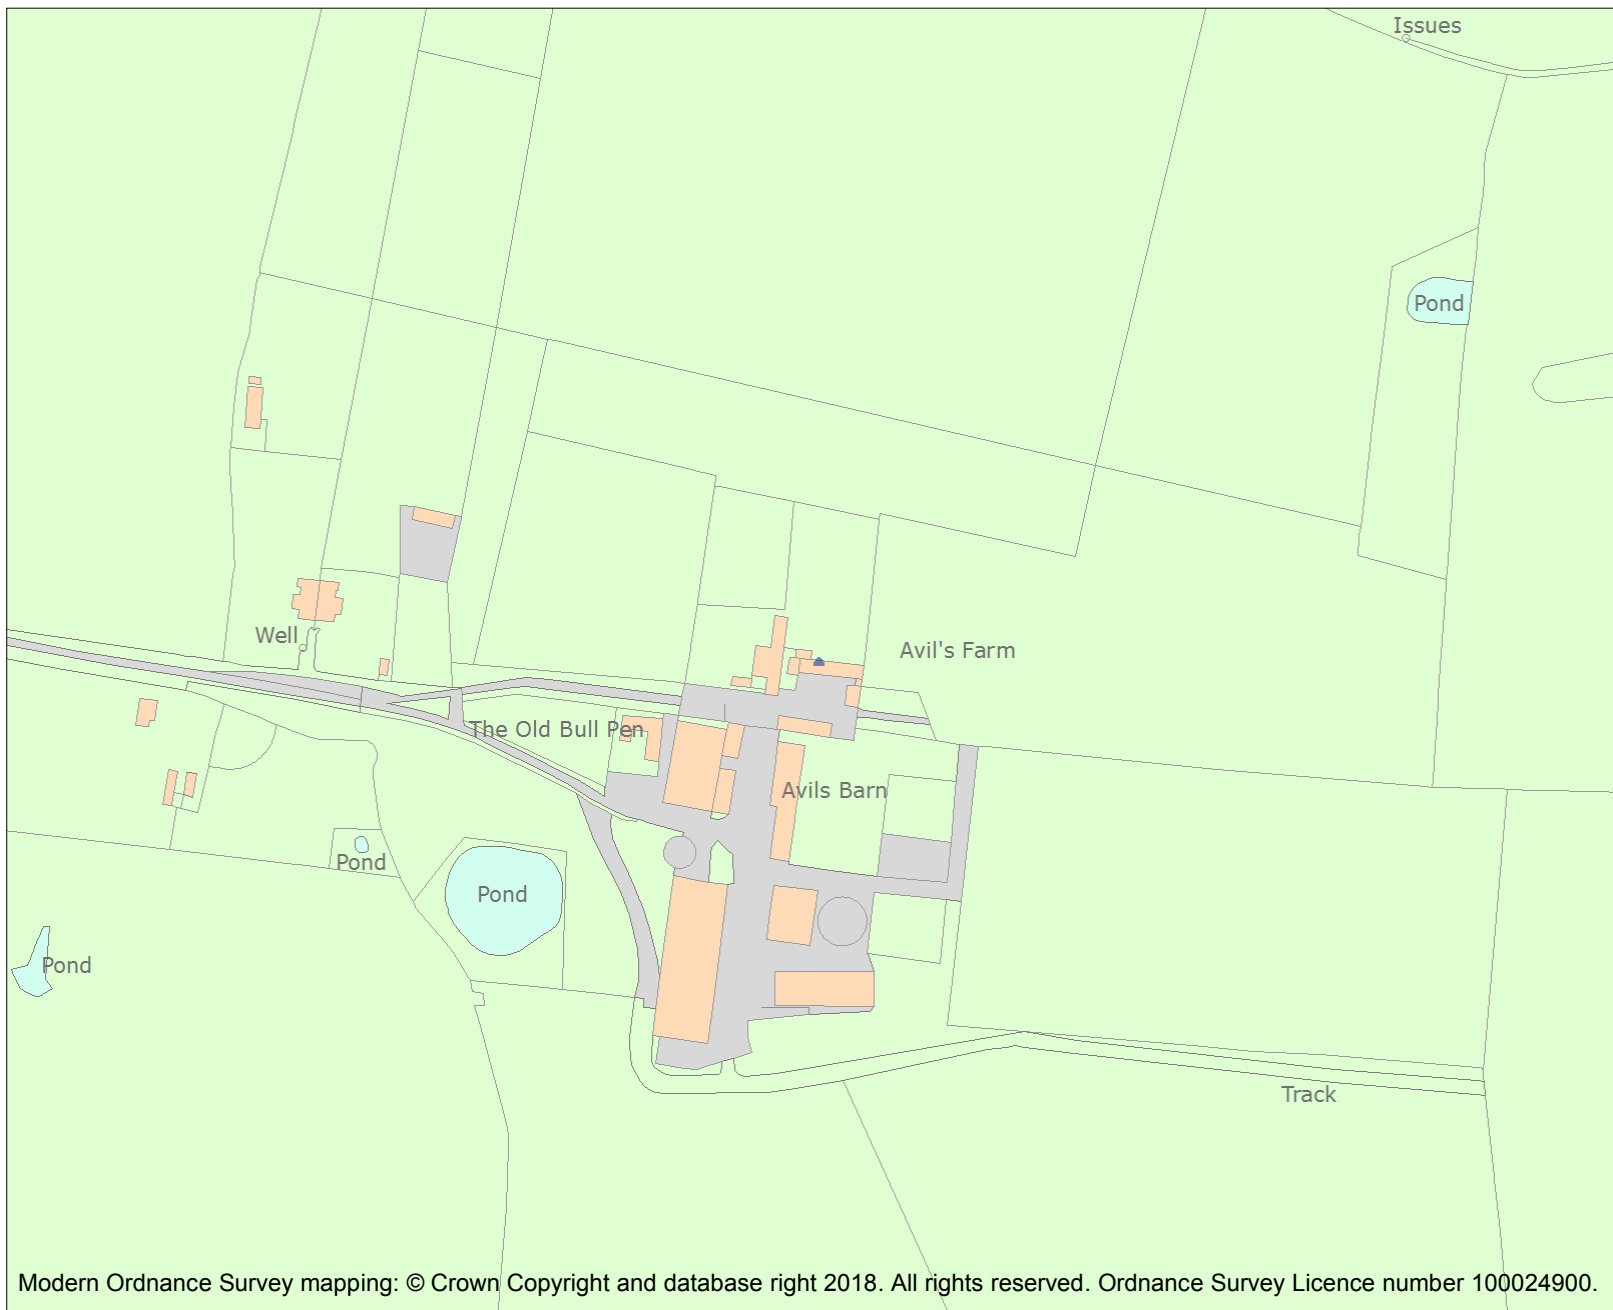 Issues
Pond
Well
Avil's Farm
The Old Bull Pen
Avils Barn
Pond
Pond
Pond
Track
Modern Ordnance Survey mapping: © Crown Copyright and database right 2018. All rights reserved. Ordnance Survey Licence number 100024900.